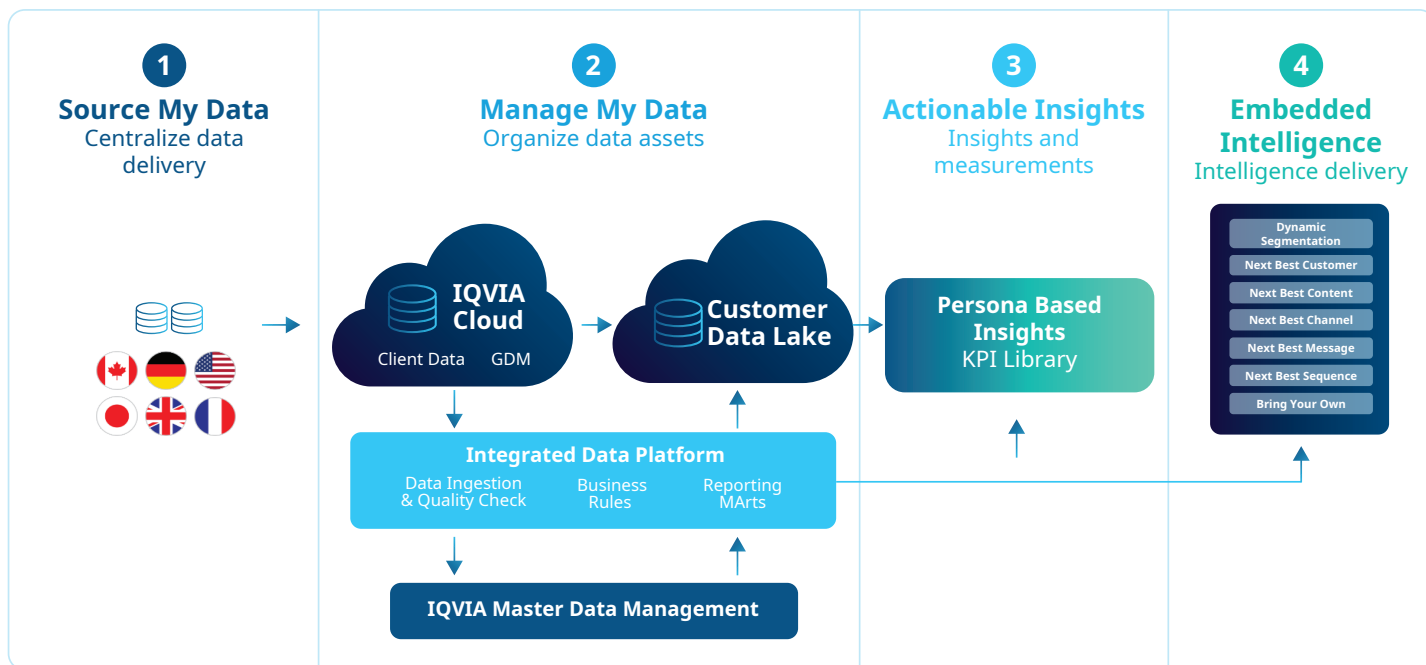 1
Source My Data
Centralize data
delivery
2
Manage My Data
Organize data assets
3
Actionable Insights
Insights and
measurements
4
Embedded
Intelligence
Intelligence delivery
IQVIA
Cloud
Client Data GDM
Customer
Data Lake
Integrated Data Platform
Data Ingestion
& Quality Check
Business
Rules
Reporting
MArts
IQVIA Master Data Management
Persona Based
Insights
KPI Library
Dynamic
Segmentation
Next Best Customer
Next Best Content
Next Best Channel
Next Best Message
Next Best Sequence
Bring Your Own